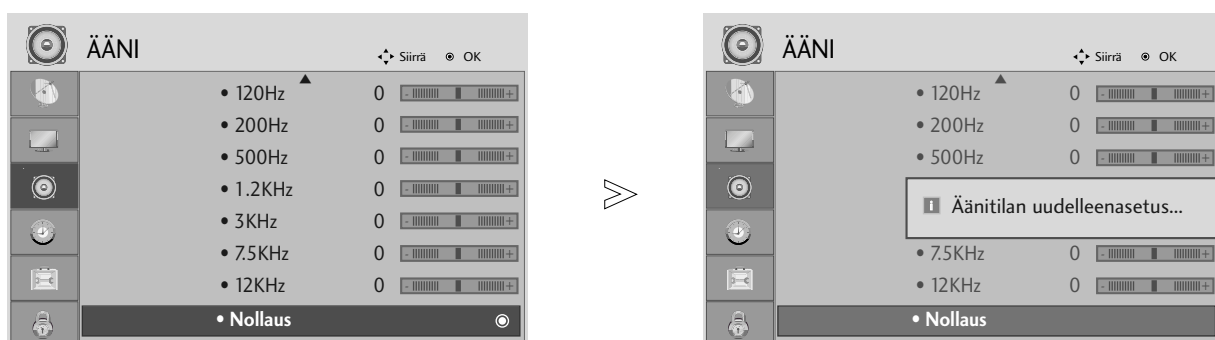 ÄÄNI
Siirrä OK
• 120Hz 0 - +
• 200Hz 0 - +
• 500Hz 0 - +
• 1.2KHz 0 - +
• 3KHz 0 - +
• 7.5KHz 0 - +
• 12KHz 0 - +
• Nollaus
>>
ÄÄNI
Siirrä OK
• 120Hz 0 - +
• 200Hz 0 - +
• 500Hz 0 - +
i Äänitilan uudelleenasetus...
• 7.5KHz 0 - +
• 12KHz 0 - +
• Nollaus